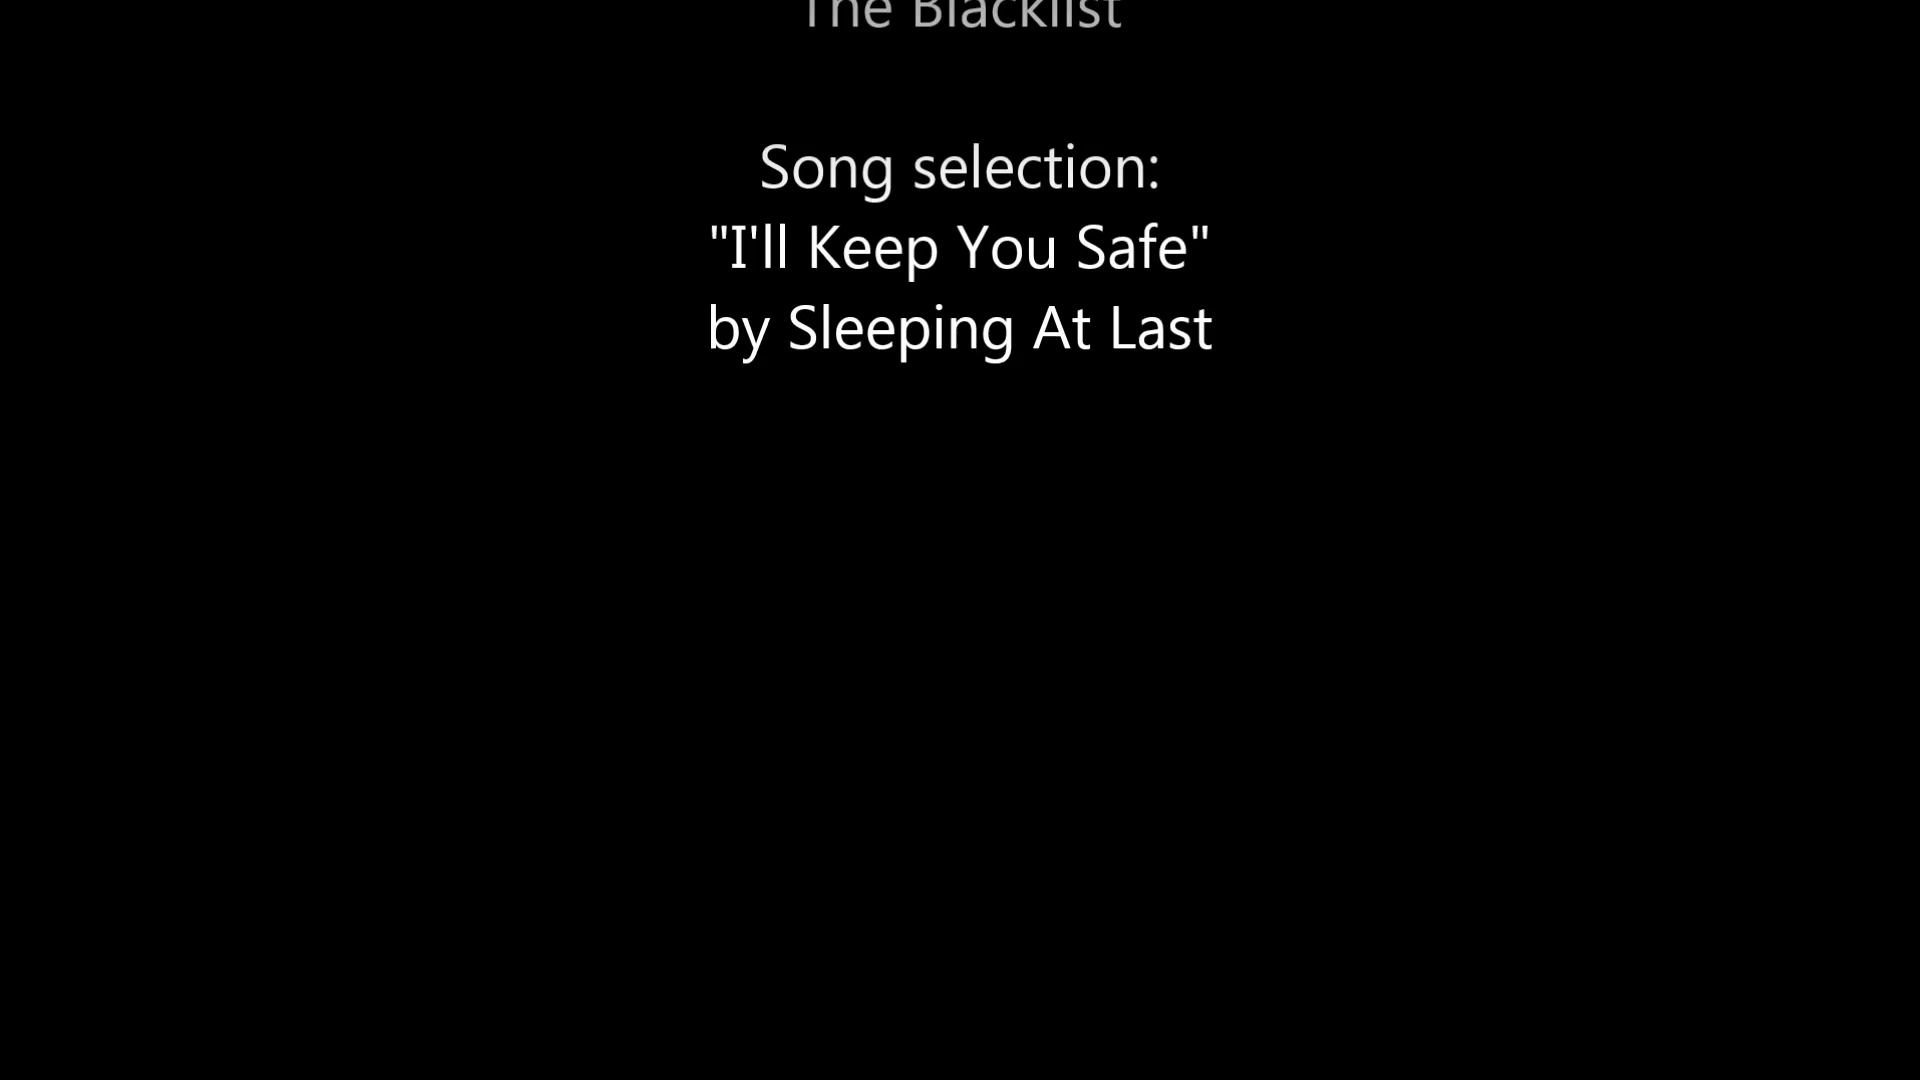 The Blacklist
Song selection:
"I'll Keep You Safe"
by Sleeping At Last